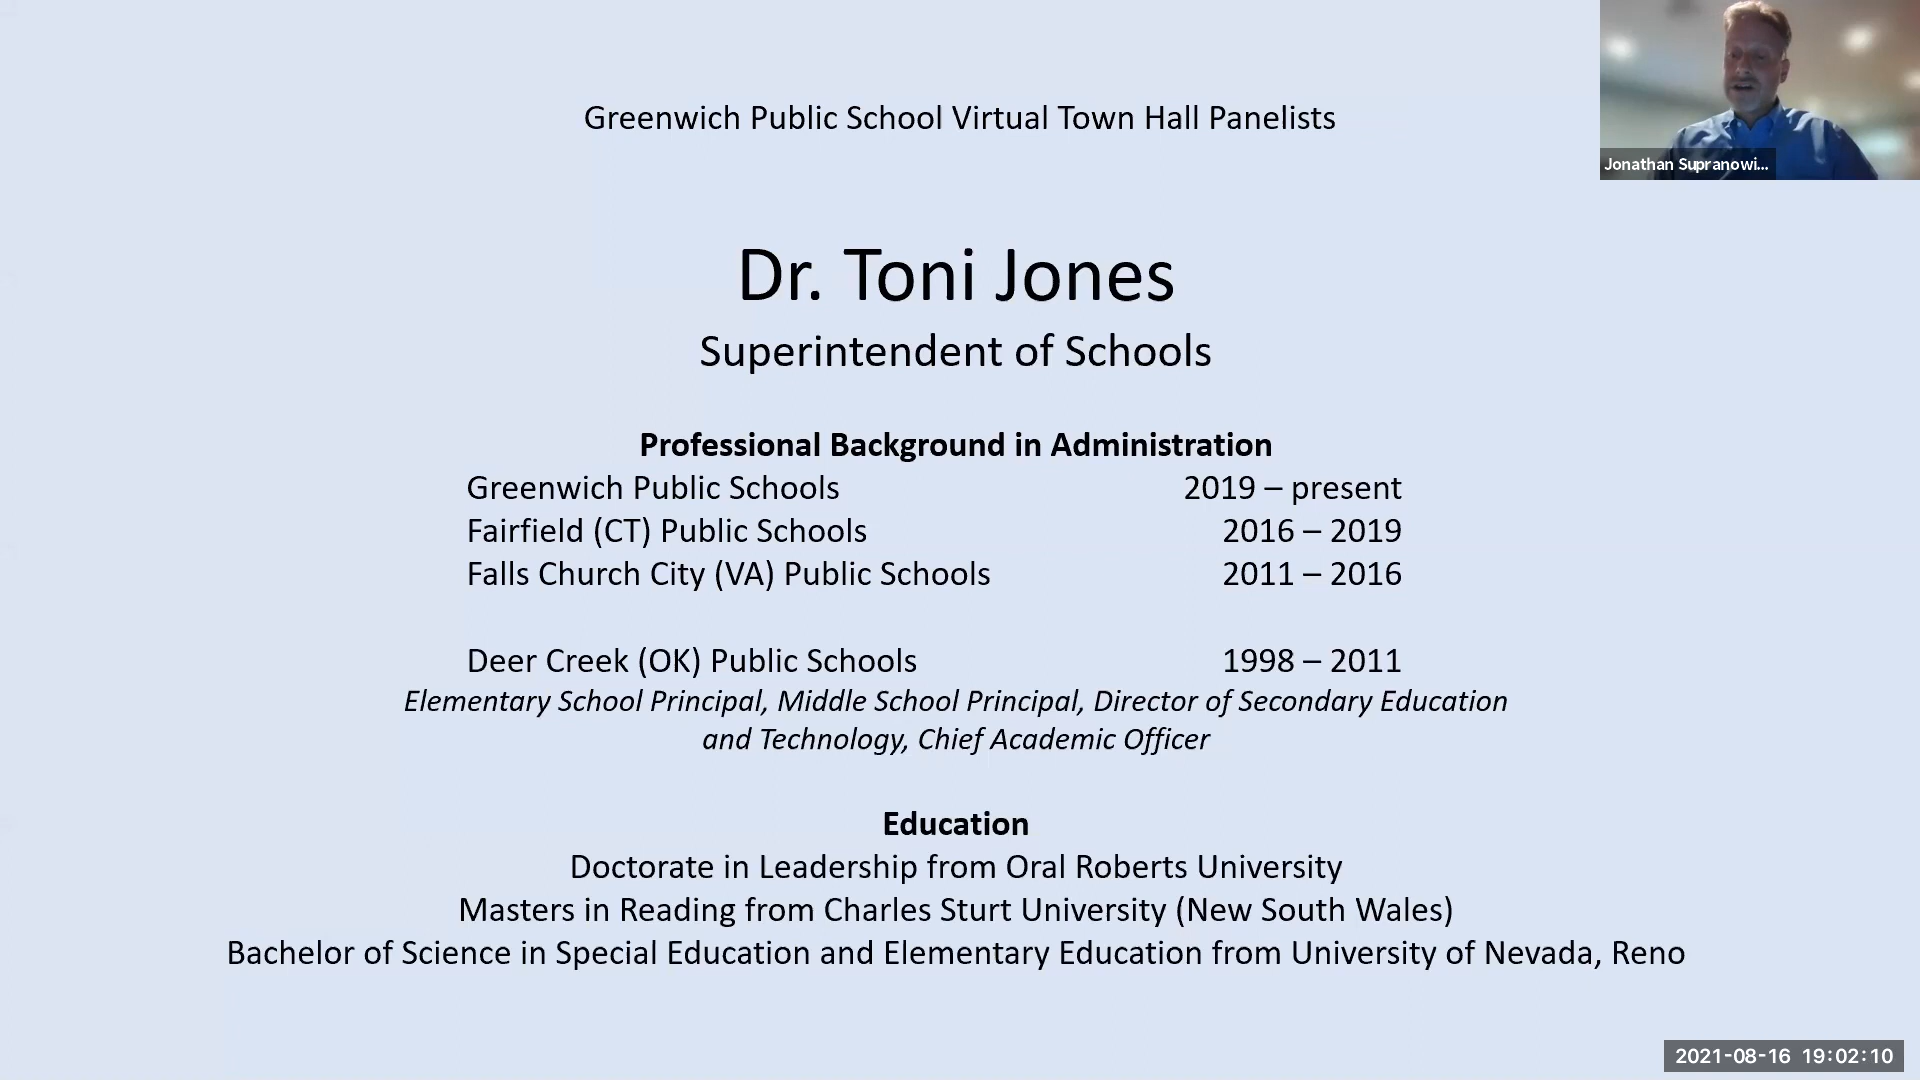 Greenwich Public School Virtual Town Hall Panelists
Jonathan Supranowi...
Dr. Toni Jones
Superintendent of Schools
Professional Background in Administration
Greenwich Public Schools 2019 – present
Fairfield (CT) Public Schools 2016 – 2019
Falls Church City (VA) Public Schools 2011 – 2016
Deer Creek (OK) Public Schools 1998 – 2011
Elementary School Principal, Middle School Principal, Director of Secondary Education
and Technology, Chief Academic Officer
Education
Doctorate in Leadership from Oral Roberts University
Masters in Reading from Charles Sturt University (New South Wales)
Bachelor of Science in Special Education and Elementary Education from University of Nevada, Reno
2021-08-16 19:02:10